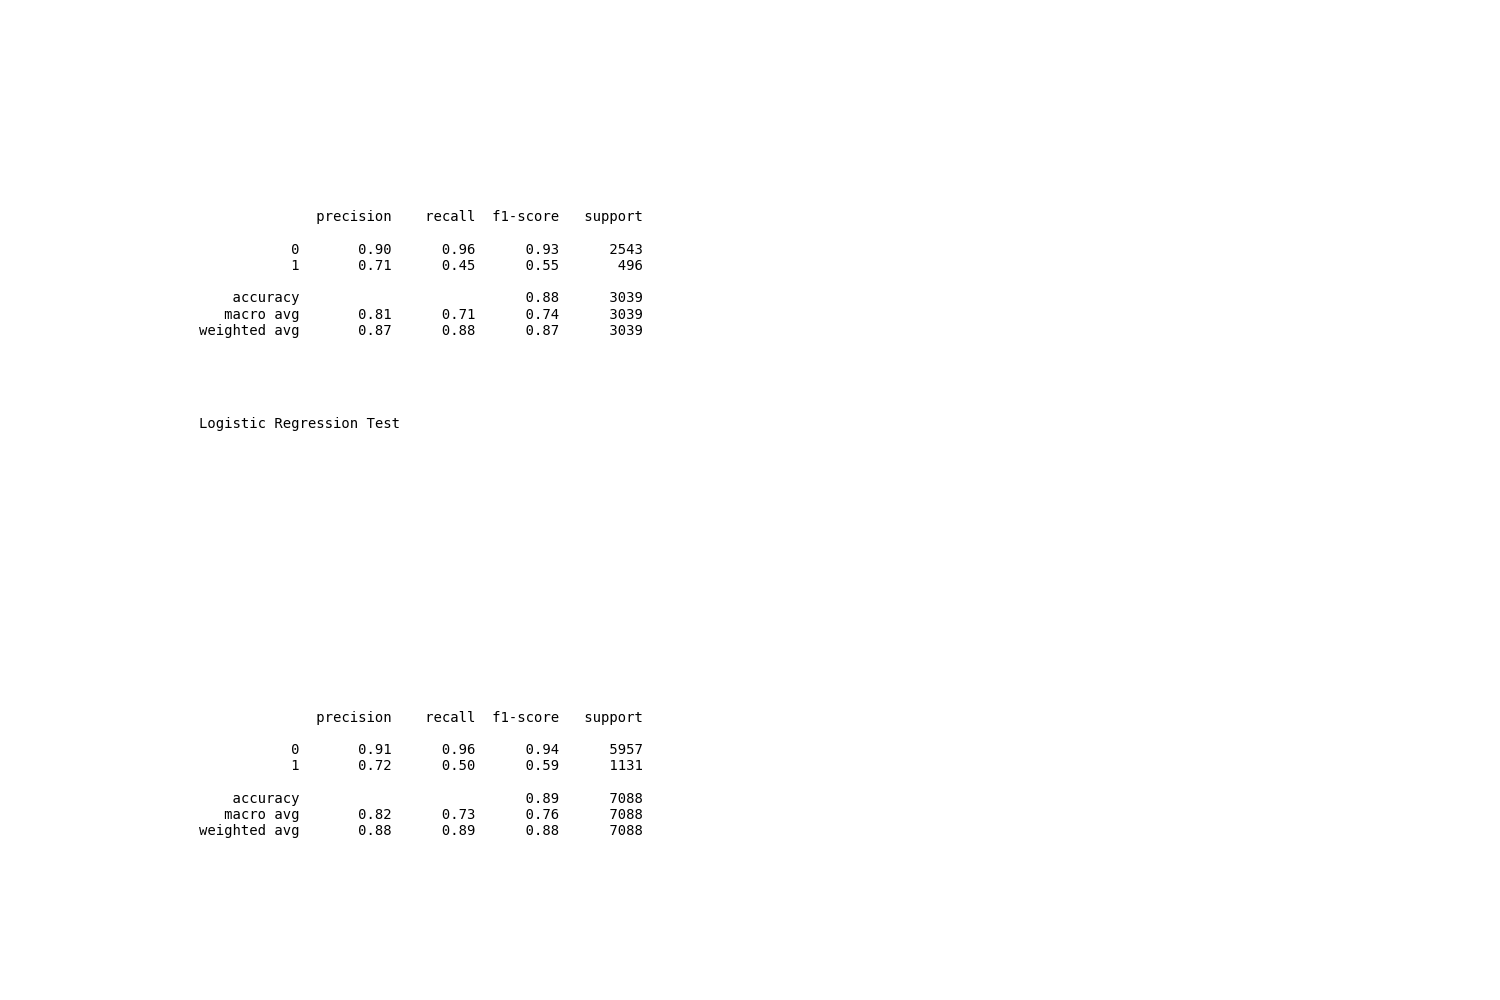 precision    recall  f1-score   support

           0       0.90      0.96      0.93      2543
           1       0.71      0.45      0.55       496

    accuracy                           0.88      3039
   macro avg       0.81      0.71      0.74      3039
weighted avg       0.87      0.88      0.87      3039

Logistic Regression Test

              precision    recall  f1-score   support

           0       0.91      0.96      0.94      5957
           1       0.72      0.50      0.59      1131

    accuracy                           0.89      7088
   macro avg       0.82      0.73      0.76      7088
weighted avg       0.88      0.89      0.88      7088